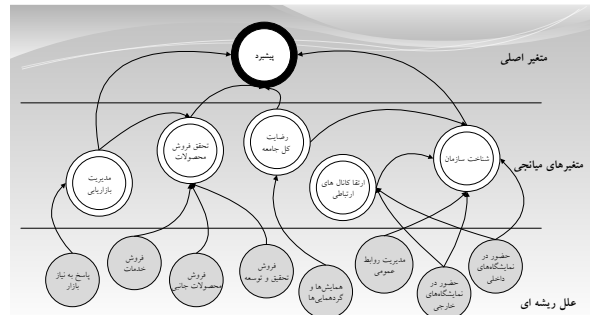 پیشبرد
متغیر اصلی
رضایت
کل جامعه
تحقق فروش
محصولات
شناخت سازمان
متغیرهای میانجی
مدیریت
بازاریابی
ارتقا کانال های
ارتباطی
فروش
خدمات
مدیریت روابط
عمومی
حضور در
نمایشگاه‌های
داخلی
پاسخ به نیاز
بازار
فروش
محصولات جانبی
فروش
تحقیق و توسعه
همایش‌ها و
گردهمایی‌ها
حضور در
نمایشگاه‌های
خارجی
علل ریشه ای